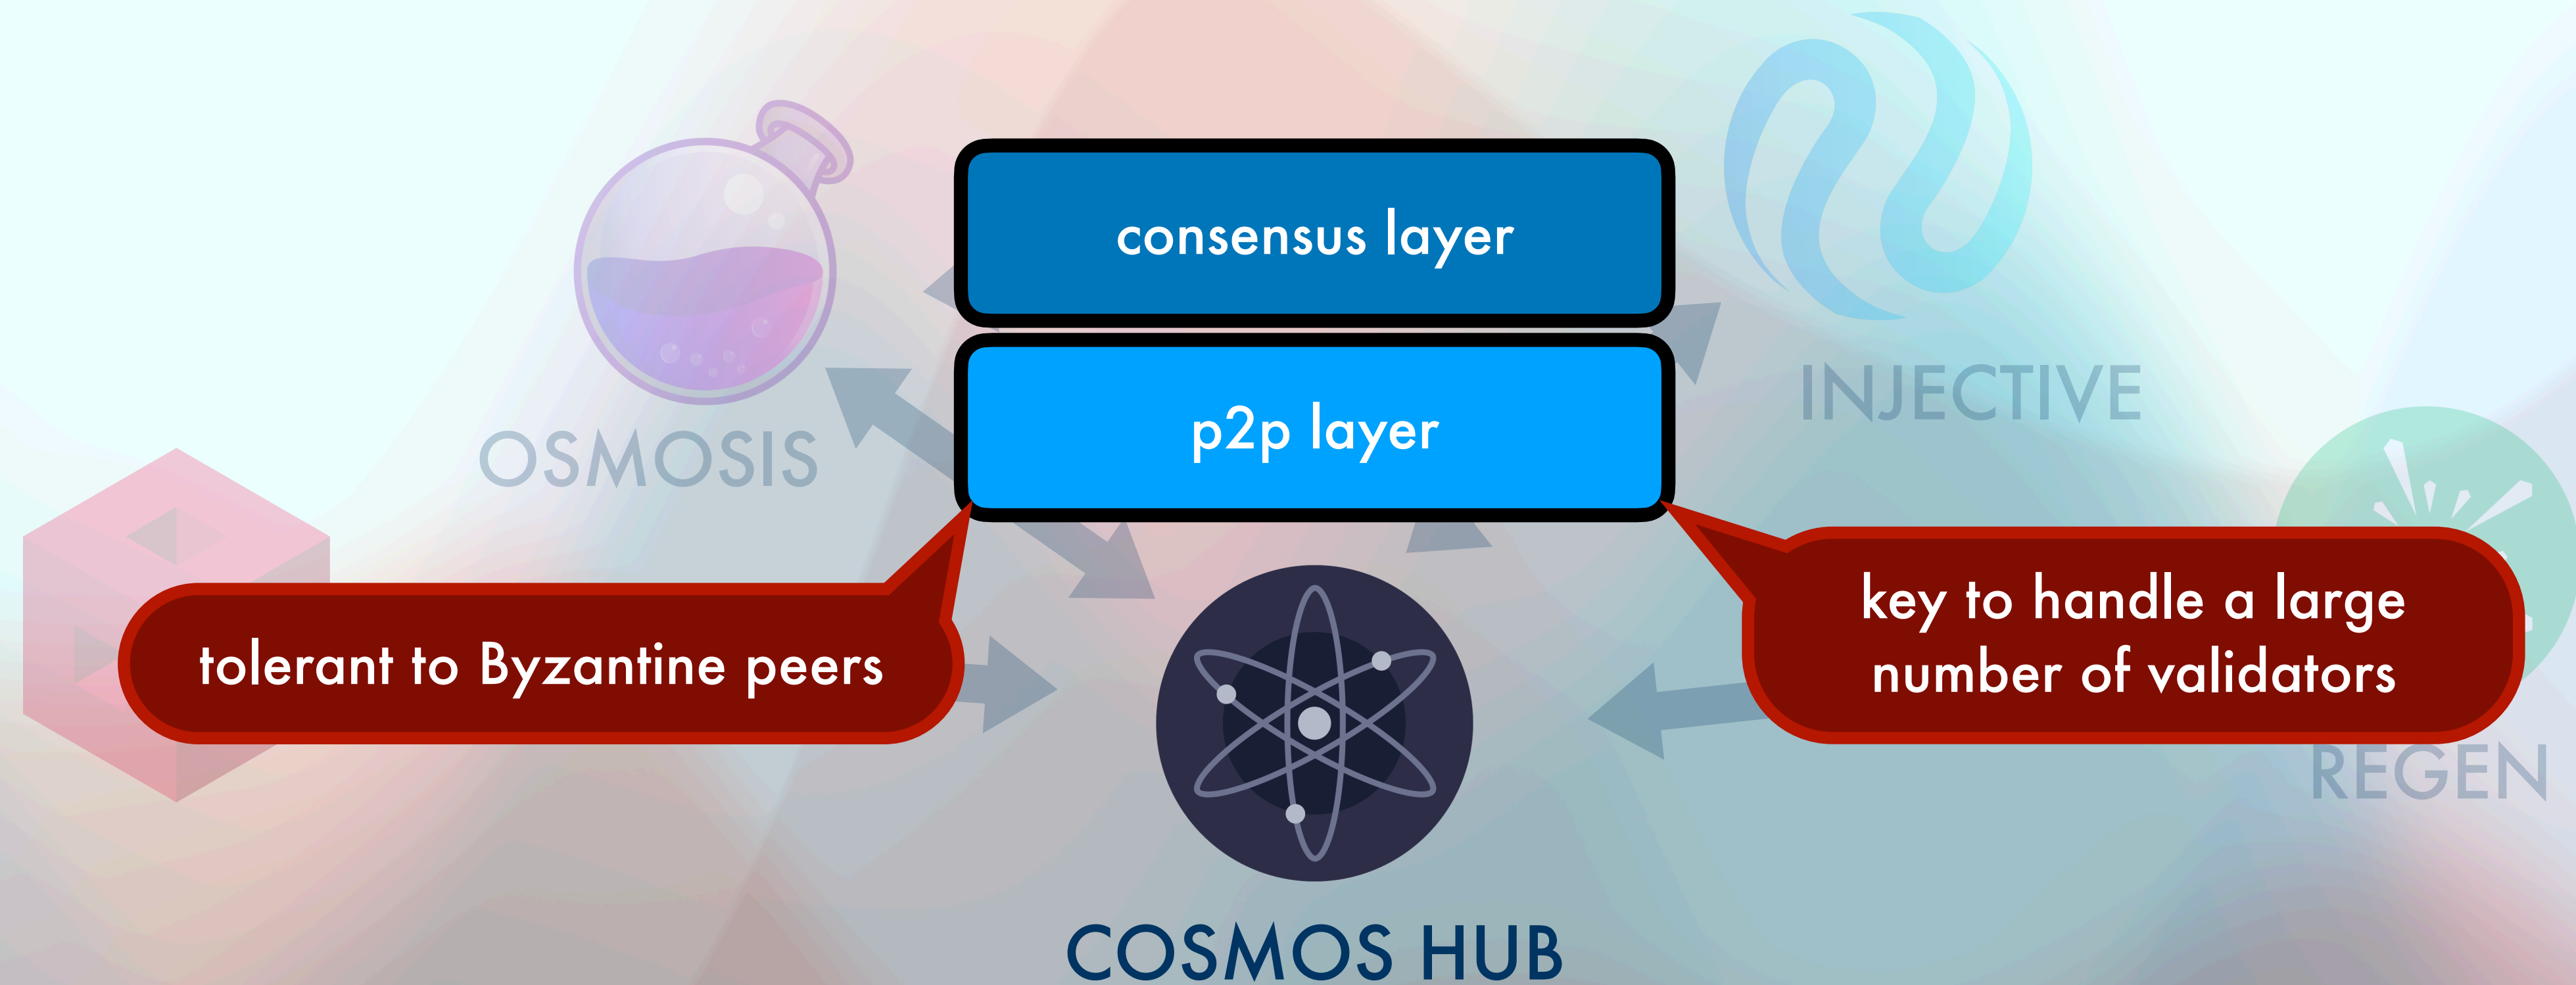 consensus layer
p2p layer
INJECTIVE
OSMOSIS
key to handle a large
number of validators
tolerant to Byzantine peers
REGEN
COSMOS HUB